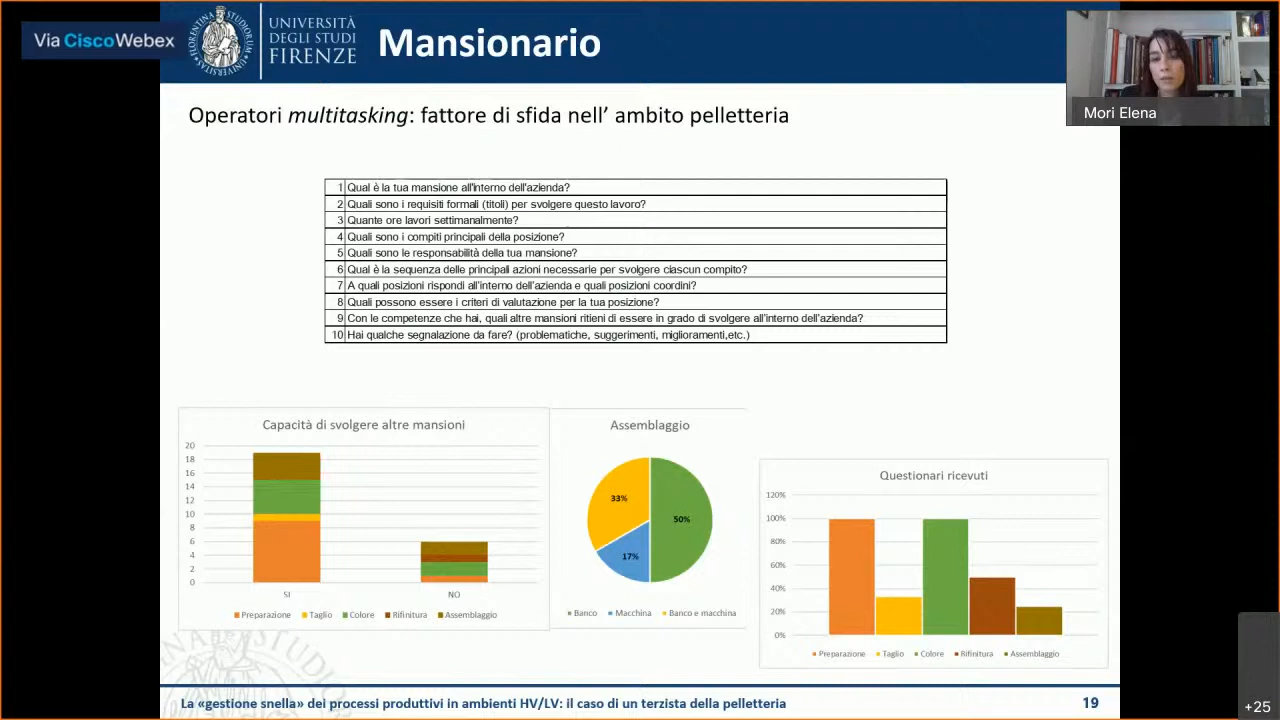 Via CiscoWebex
UNIVERSITÀ
DEGLI STUDI
FIRENZE
Mansionario
Mori Elena
Operatori multitasking: fattore di sfida nell’ ambito pelletteria
1 Qual è la tua mansione all'interno dell'azienda?
2 Quali sono i requisiti formali (titoli) per svolgere questo lavoro?
3 Quante ore lavori settimanalmente?
4 Quali sono i compiti principali della posizione?
5 Quali sono le responsabilità della tua mansione?
6 Qual è la sequenza delle principali azioni necessarie per svolgere ciascun compito?
7 A quali posizioni rispondi all'interno dell'azienda e quali posizioni coordini?
8 Quali possono essere i criteri di valutazione per la tua posizione?
9 Con le competenze che hai, quali altre mansioni ritieni di essere in grado di svolgere all'interno dell'azienda?
10 Hai qualche segnalazione da fare? (problematiche, suggerimenti, miglioramenti,etc.)
Capacità di svolgere altre mansioni
20
18
16
14
12
10
8
6
4
2
0
SI NO
Preparazione Taglio Colore Rifinitura Assemblaggio
Assemblaggio
33%
50%
17%
Banco Macchina Banco e macchina
Questionari ricevuti
120%
100%
80%
60%
40%
20%
0%
Preparazione Taglio Colore Rifinitura Assemblaggio
La «gestione snella» dei processi produttivi in ambienti HV/LV: il caso di un terzista della pelletteria
19
+25